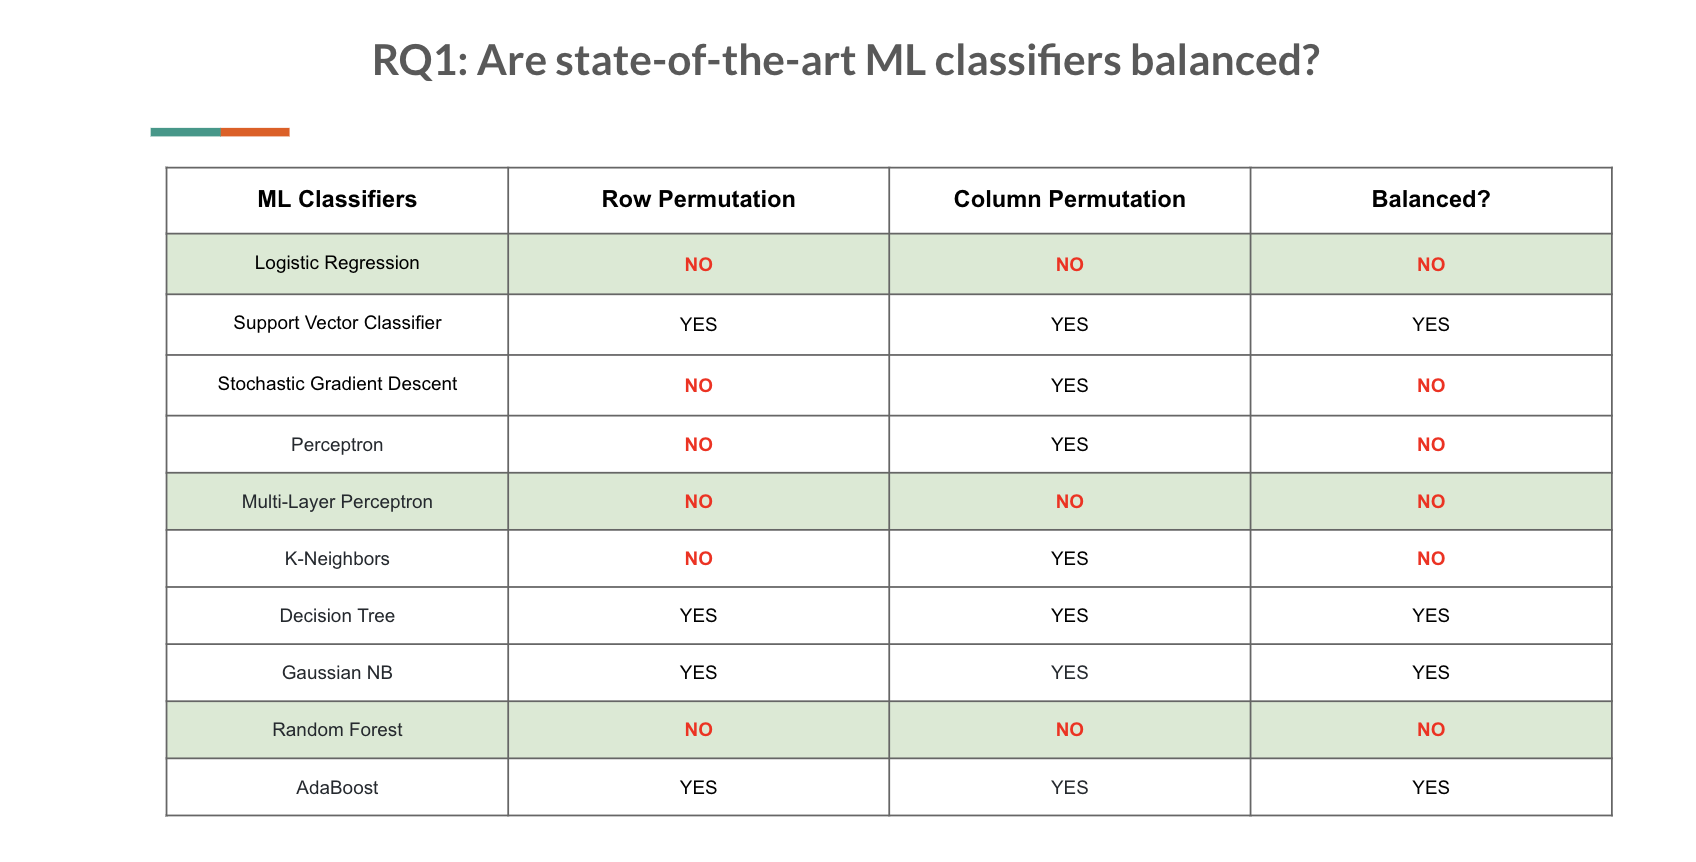 RQ1: Are state-of-the-art ML classifiers balanced?
ML Classifiers Row Permutation Column Permutation Balanced?
Logistic Regression NO NO NO
Support Vector Classifier YES YES YES
Stochastic Gradient Descent NO YES NO
Perceptron NO YES NO
Multi-Layer Perceptron NO NO NO
K-Neighbors NO YES NO
Decision Tree YES YES YES
Gaussian NB YES YES YES
Random Forest NO NO NO
AdaBoost YES YES YES